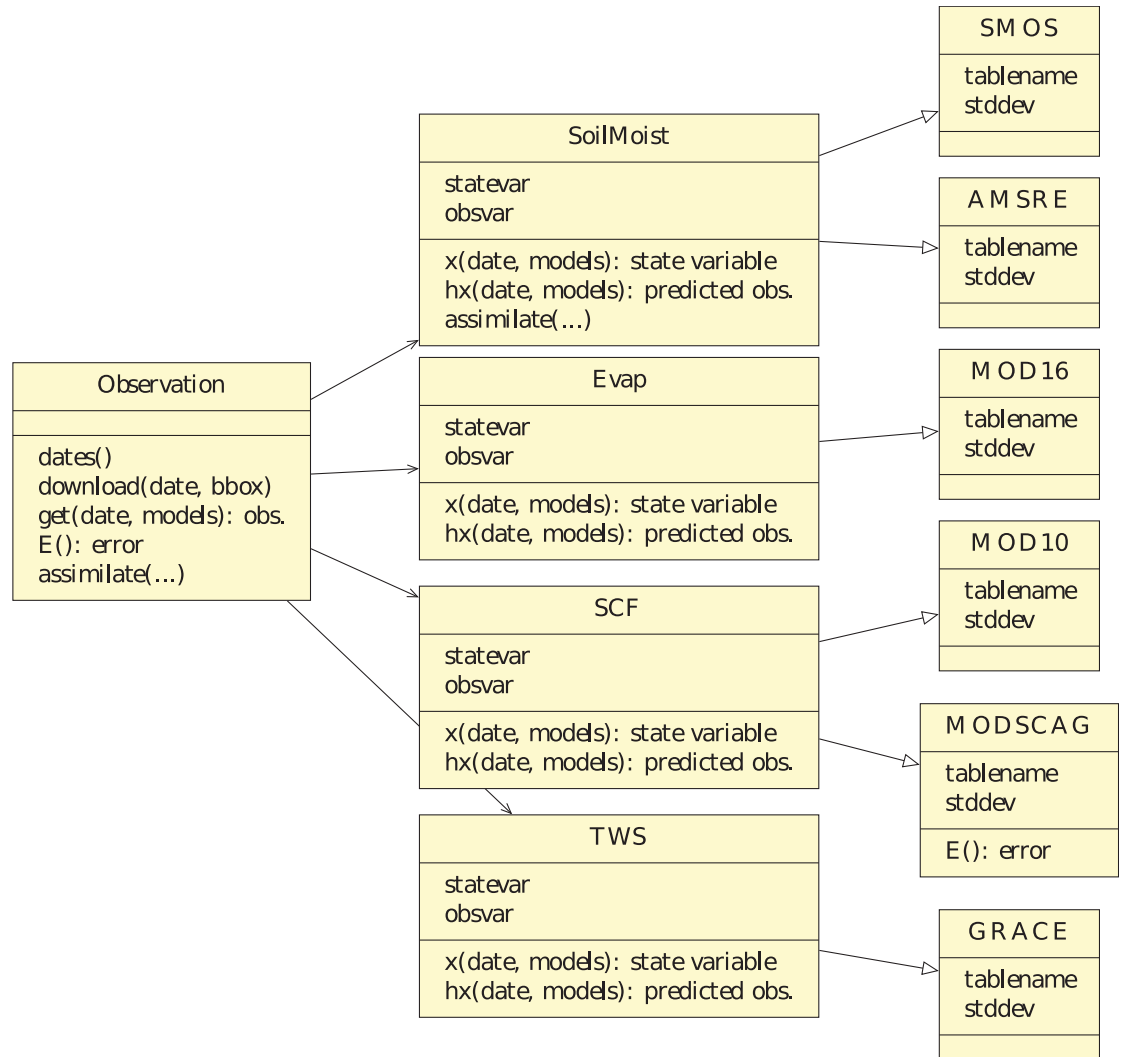 Observation
dates()
download(date, bbox)
get(date, models): obs.
E(): error
assimilate(...)
SoilMoist
statevar
obsvar
x(date, models): state variable
hx(date, models): predicted obs.
assimilate(...)
Evap
statevar
obsvar
x(date, models): state variable
hx(date, models): predicted obs.
SCF
statevar
obsvar
x(date, models): state variable
hx(date, models): predicted obs.
TWS
statevar
obsvar
x(date, models): state variable
hx(date, models): predicted obs.
SMOS
tablename
stddev
AMSRE
tablename
stddev
MOD16
tablename
stddev
MOD10
tablename
stddev
MODSCAG
tablename
stddev
E(): error
GRACE
tablename
stddev